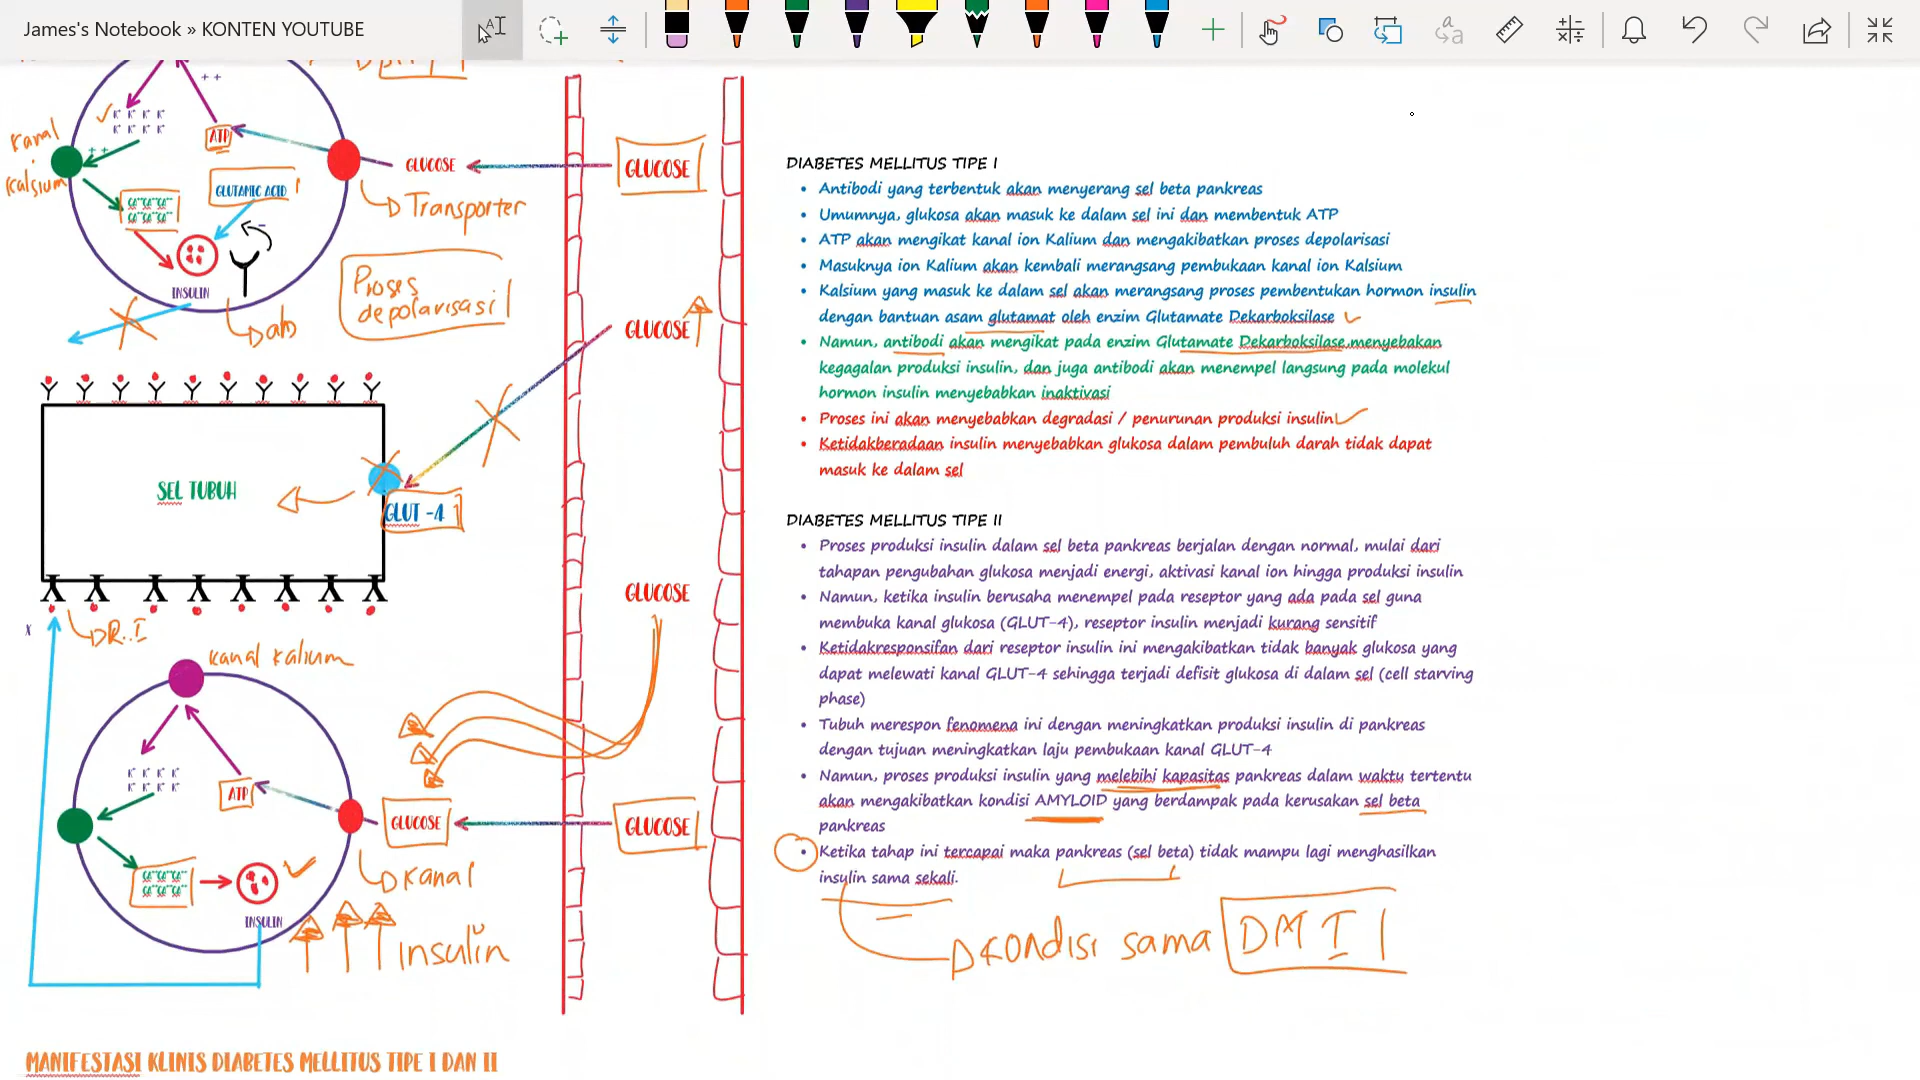 James's Notebook » KONTEN YOUTUBE
++
K K K K
K K K K
kanal
kalsium
++
ATP
GLUTAMIC ACID
Ca++ Ca++ Ca++
Ca++ Ca++ Ca++
INSULIN
GLUCOSE
GLUCOSE
Transporter
Proses
depolarisasi
ab
GLUCOSE
SEL TUBUH
GLUT -4
R. I
X
GLUCOSE
kanal kalium
K K K K
K K K K
ATP
GLUCOSE
GLUCOSE
Ca++ Ca++ Ca++
Ca++ Ca++ Ca++
kanal
INSULIN
insulin
MANIFESTASI KLINIS DIABETES MELLITUS TIPE I DAN II
DIABETES MELLITUS TIPE I
• Antibodi yang terbentuk akan menyerang sel beta pankreas
• Umumnya, glukosa akan masuk ke dalam sel ini dan membentuk ATP
• ATP akan mengikat kanal ion Kalium dan mengakibatkan proses depolarisasi
• Masuknya ion Kalium akan kembali merangsang pembukaan kanal ion Kalsium
• Kalsium yang masuk ke dalam sel akan merangsang proses pembentukan hormon insulin
dengan bantuan asam glutamat oleh enzim Glutamate Dekarboksilase
• Namun, antibodi akan mengikat pada enzim Glutamate Dekarboksilase,menyebakan
kegagalan produksi insulin, dan juga antibodi akan menempel langsung pada molekul
hormon insulin menyebabkan inaktivasi
• Proses ini akan menyebabkan degradasi / penurunan produksi insulin
• Ketidakberadaan insulin menyebabkan glukosa dalam pembuluh darah tidak dapat
masuk ke dalam sel
DIABETES MELLITUS TIPE II
• Proses produksi insulin dalam sel beta pankreas berjalan dengan normal, mulai dari
tahapan pengubahan glukosa menjadi energi, aktivasi kanal ion hingga produksi insulin
• Namun, ketika insulin berusaha menempel pada reseptor yang ada pada sel guna
membuka kanal glukosa (GLUT-4), reseptor insulin menjadi kurang sensitif
• Ketidakresponsifan dari reseptor insulin ini mengakibatkan tidak banyak glukosa yang
dapat melewati kanal GLUT-4 sehingga terjadi defisit glukosa di dalam sel (cell starving
phase)
• Tubuh merespon fenomena ini dengan meningkatkan produksi insulin di pankreas
dengan tujuan meningkatkan laju pembukaan kanal GLUT-4
• Namun, proses produksi insulin yang melebihi kapasitas pankreas dalam waktu tertentu
akan mengakibatkan kondisi AMYLOID yang berdampak pada kerusakan sel beta
pankreas
• Ketika tahap ini tercapai maka pankreas (sel beta) tidak mampu lagi menghasilkan
insulin sama sekali.
kondisi sama DM I